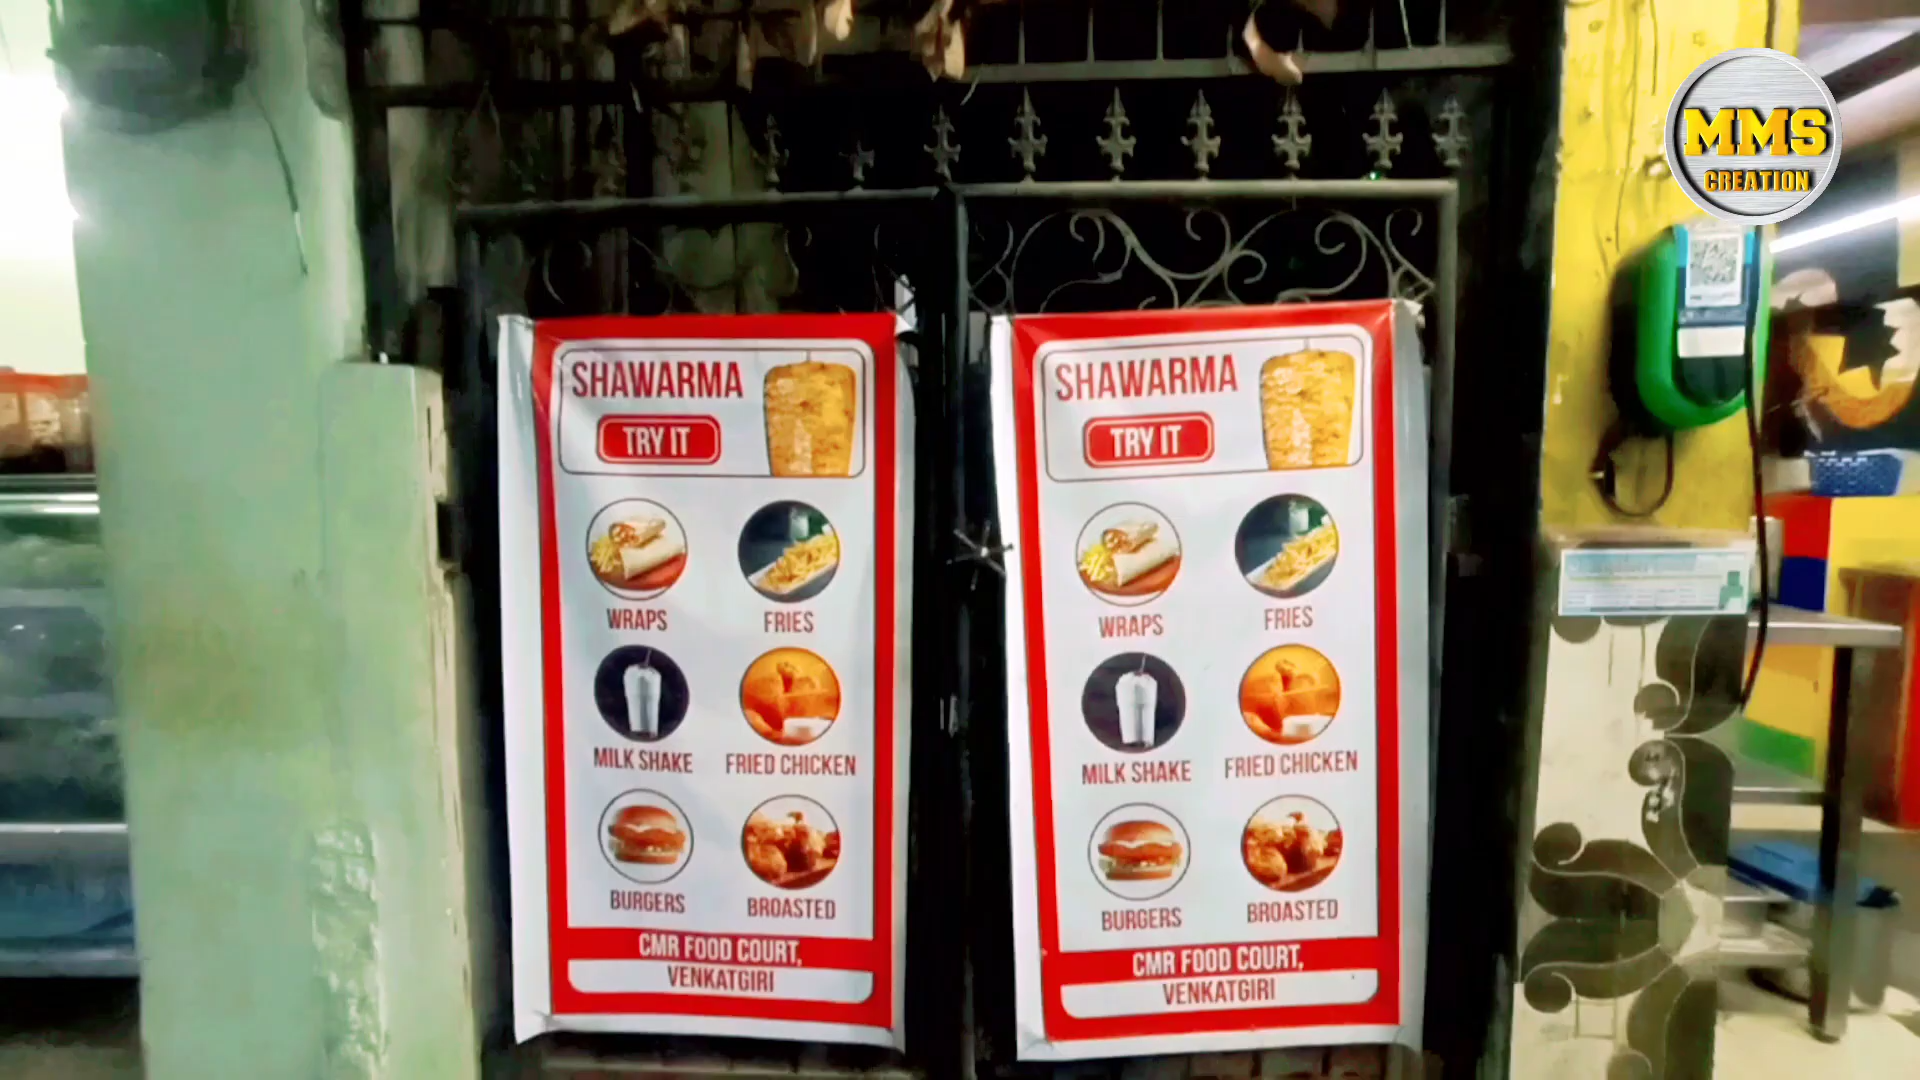 MMS
CREATION
SHAWARMA
TRY IT
WRAPS
FRIES
MILK SHAKE
FRIED CHICKEN
BURGERS
BROASTED
CMR FOOD COURT,
VENKATGIRI
SHAWARMA
TRY IT
WRAPS
FRIES
MILK SHAKE
FRIED CHICKEN
BURGERS
BROASTED
CMR FOOD COURT,
VENKATGIRI